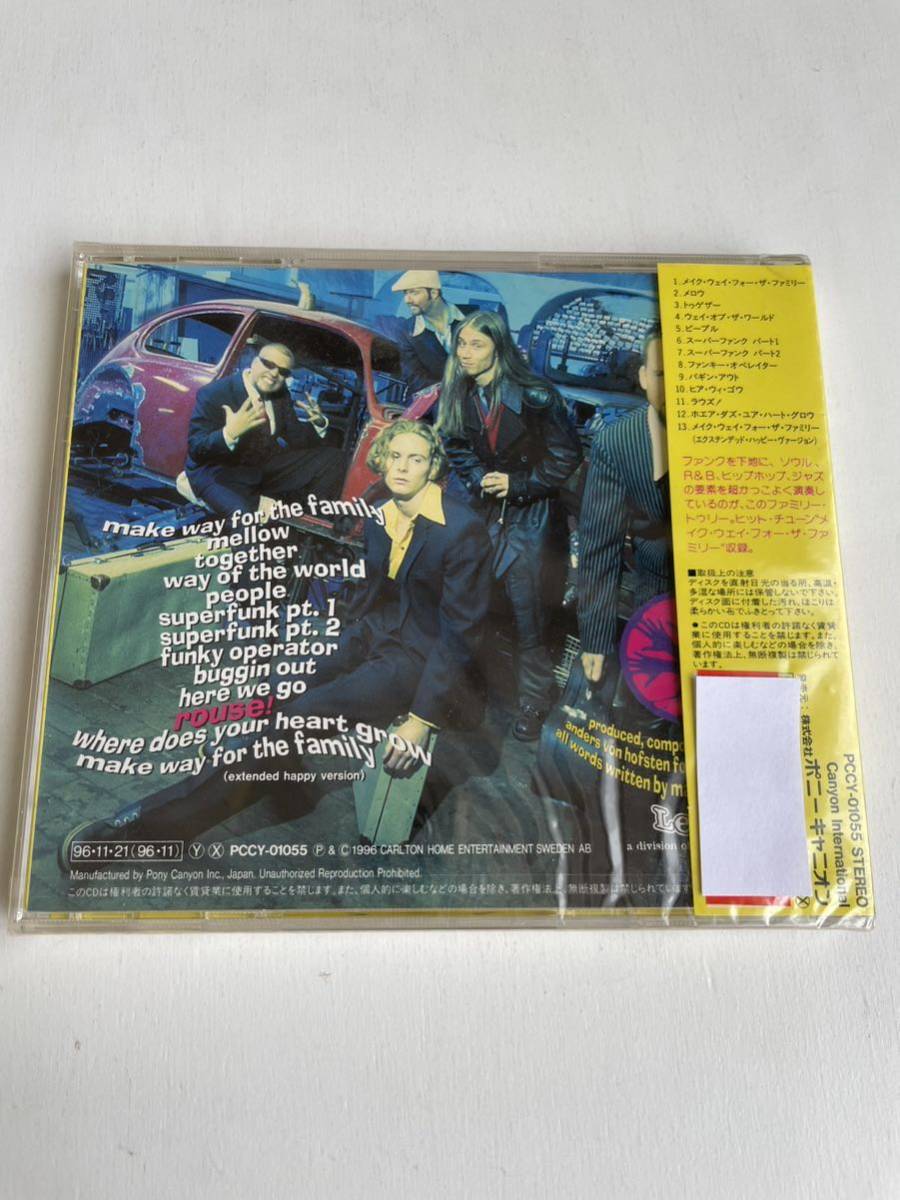 make way for the family
mellow
together
way of the world
people
superfunk pt. 1
superfunk pt. 2
funky operator
buggin out
here we go
rouse!
where does your heart grow
make way for the family
(extended happy version)
produced,
anders von hofsten
all words written by
a division
96·11·21(96·11) Y X PCCY-01055 Ⓟ & © 1996 CARLTON HOME ENTERTAINMENT SWEDEN AB
Manufactured by Pony Canyon Inc., Japan. Unauthorized Reproduction Prohibited.
このCDは権利者の許諾なく賃貸業に使用することを禁じます。また、個人的に楽しむなどの場合を除き、著作権法上、無断複製は禁じられて
1.メイク・ウェイ・フォー・ザ・ファミリー
2.メロウ
3.トゥゲザー
4.ウェイ・オブ・ザ・ワールド
5.ピープル
6.スーパーファンク パート1
7.スーパーファンク パート2
8.ファンキー・オペレイター
9.バギン・アウト
10.ヒア・ウィ・ゴウ
11.ラウズ!
12.ホエア・ダズ・ユア・ハート・グロウ
13.メイク・ウェイ・フォー・ザ・ファミリー
(エクステンデッド・ハッピー・ヴァージョン)
ファンクを下地に、ソウル、
R&B、ヒップホップ、ジャズ
の要素を超かっこよく演奏し
ているのが、このファミリー・
トゥリー。ヒット・チューン“メ
イク・ウェイ・フォー・ザ・ファ
ミリー”収録。
■取扱上の注意
ディスクを直射日光の当る所、高温・
多湿な場所には保管しないで下さい。
ディスク面に付着した汚れ、ほこりは
柔らかい布でふきとって下さい。
●このCDは権利者の許諾なく賃貸
業に使用することを禁じます。また、
個人的に楽しむなどの場合を除き、
著作権法上、無断複製は禁じられて
います。
PCCY-01055 STEREO
Canyon International
発売元:株式会社ポニーキャニオン Ⓧ